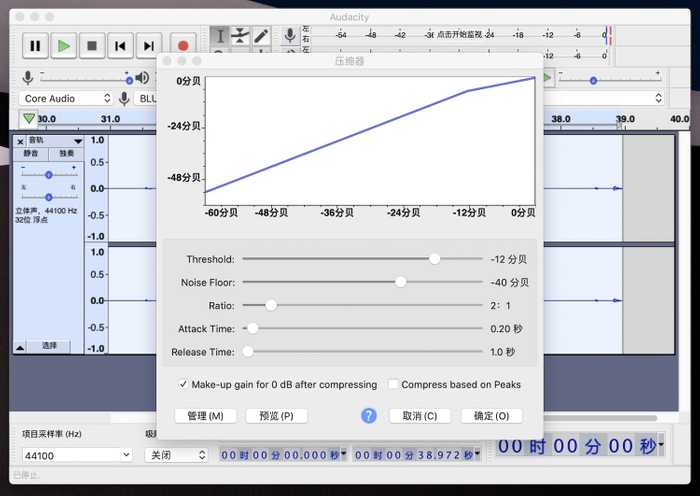 Audacity
-54 -48 -42 -36 点击开始监视 -18 -12 -6 0
左
右
压缩器
Core Audio
BLU
30.0 31.0 38.0 39.0 40.0
× 音轨
静音 独奏
- +
左 右
立体声, 44100 Hz
32位 浮点
选择
1.0
0.5-
0.0-
-0.5-
-1.0
1.0
0.5-
0.0-
-0.5-
-1.0
0分贝
-24分贝
-48分贝
-60分贝 -48分贝 -36分贝 -24分贝 -12分贝 0分贝
Threshold: -12 分贝
Noise Floor: -40 分贝
Ratio: 2：1
Attack Time: 0.20 秒
Release Time: 1.0 秒
Make-up gain for 0 dB after compressing Compress based on Peaks
管理 (M) 预览 (P) ? 取消 (C) 确定 (O)
项目采样率 (Hz)
44100
关闭
00 时 00 分 00.000 秒 00 时 00 分 38.972 秒
00 时 00 分 00 秒
已停止.